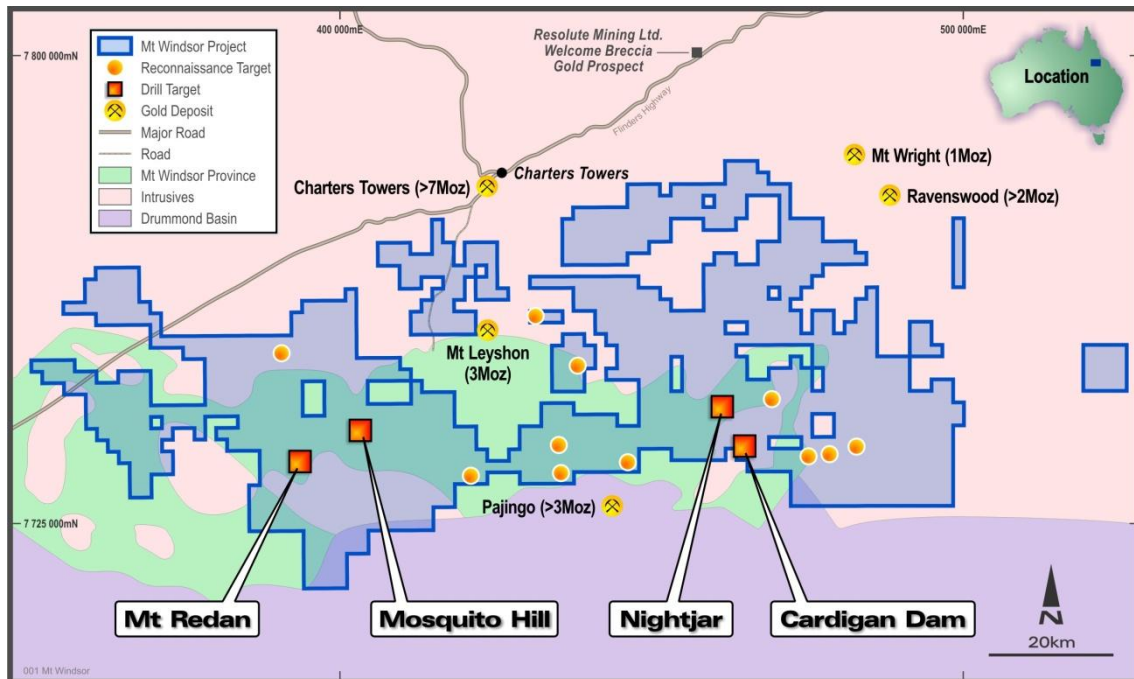 400 000mE
500 000mE
7 800 000mN
Mt Windsor Project
Reconnaissance Target
Drill Target
Gold Deposit
Major Road
Road
Mt Windsor Province
Intrusives
Drummond Basin
Resolute Mining Ltd.
Welcome Breccia
Gold Prospect
Flinders Highway
Location
Charters Towers
Charters Towers (>7Moz)
Mt Wright (1Moz)
Ravenswood (>2Moz)
Mt Leyshon
(3Moz)
Pajingo (>3Moz)
7 725 000mN
Mt Redan
Mosquito Hill
Nightjar
Cardigan Dam
N
20km
001 Mt Windsor